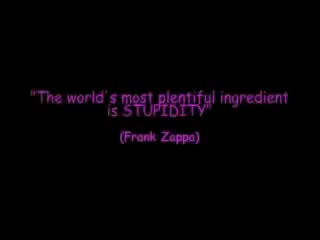 "The world's most plentiful ingredient
is STUPIDITY"
(Frank Zappa)